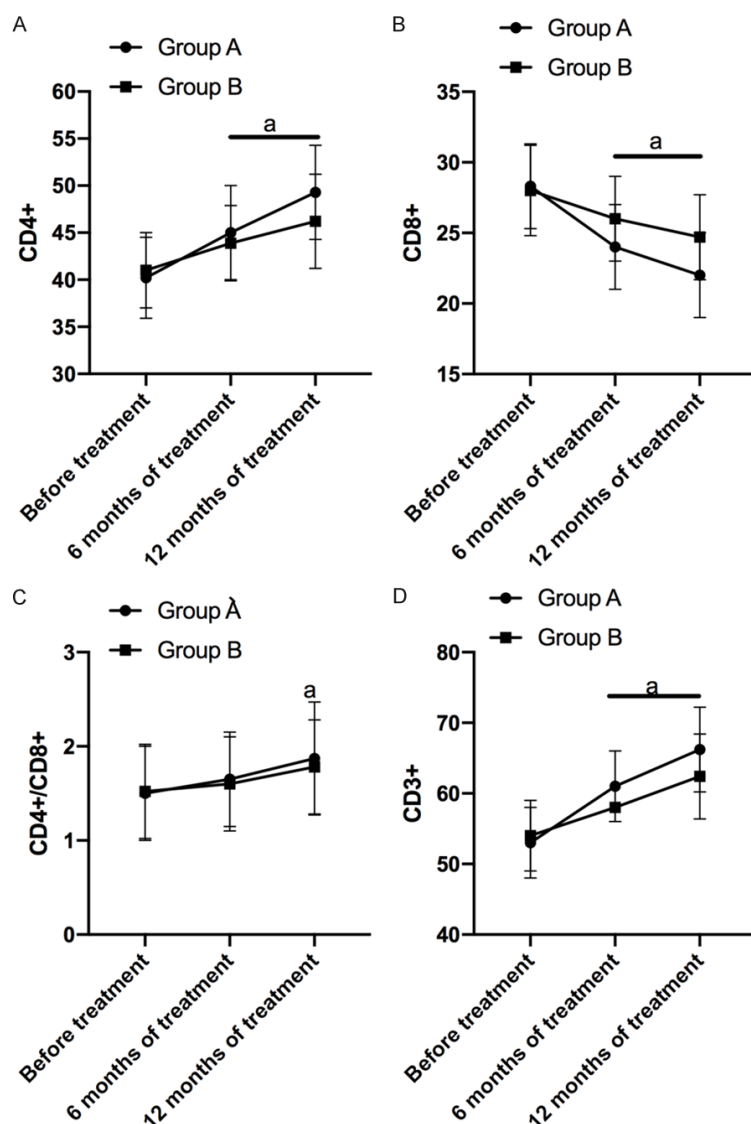 A
Group A
Group B
60
55
50
45
40
35
30
CD4+
a
Before treatment
6 months of treatment
12 months of treatment
B
Group A
Group B
35
30
25
20
15
CD8+
a
Before treatment
6 months of treatment
12 months of treatment
C
Group À
Group B
3
2
1
0
CD4+/CD8+
a
Before treatment
6 months of treatment
12 months of treatment
D
Group A
Group B
80
70
60
50
40
CD3+
a
Before treatment
6 months of treatment
12 months of treatment